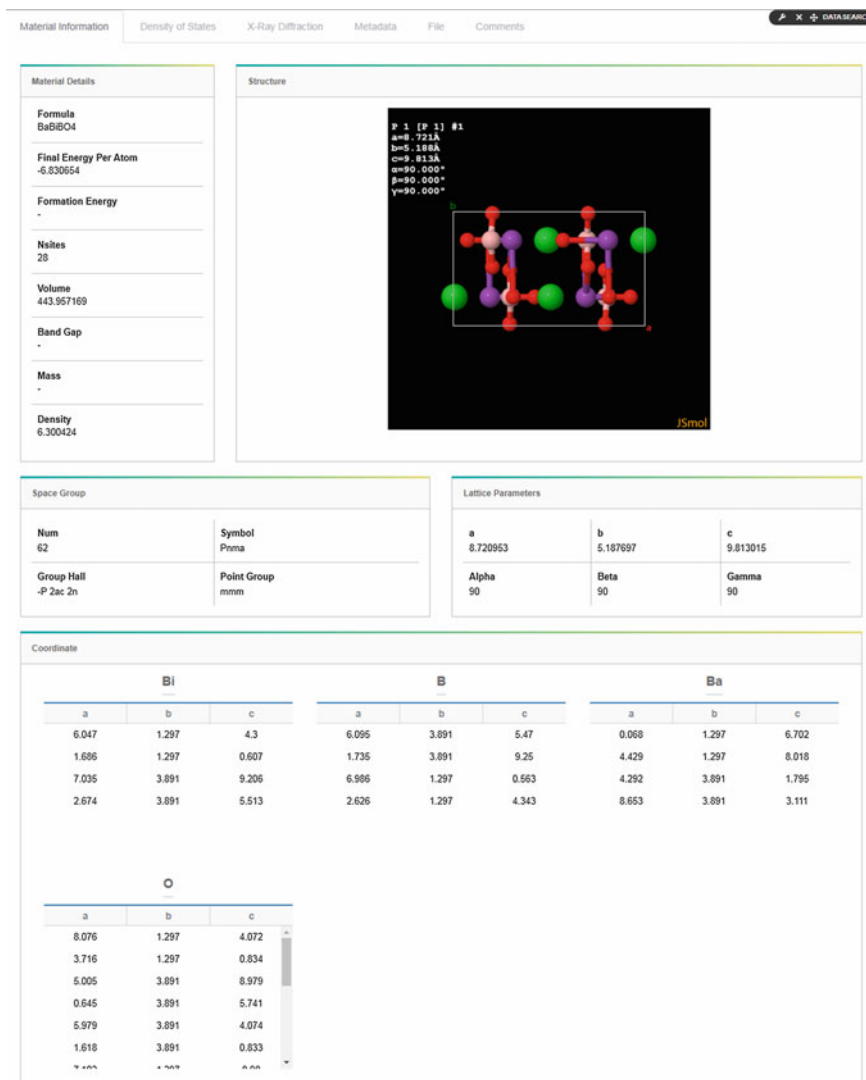 Material Information Density of States X-Ray Diffraction Metadata File Comments
DATASEARC
Material Details
Formula
BaBiBO4
Final Energy Per Atom
-6.830654
Formation Energy
-
Nsites
28
Volume
443.957169
Band Gap
-
Mass
-
Density
6.300424
Structure
P 1 [P 1] #1
a=8.721Å
b=5.188Å
c=9.813Å
α=90.000°
β=90.000°
γ=90.000°
b
a
JSmol
Space Group
Num Symbol
62 Pnma
Group Hall Point Group
-P 2ac 2n mmm
Lattice Parameters
a b c
8.720953 5.187697 9.813015
Alpha Beta Gamma
90 90 90
Coordinate
Bi
a b c
6.047 1.297 4.3
1.686 1.297 0.607
7.035 3.891 9.206
2.674 3.891 5.513
B
a b c
6.095 3.891 5.47
1.735 3.891 9.25
6.986 1.297 0.563
2.626 1.297 4.343
Ba
a b c
0.068 1.297 6.702
4.429 1.297 8.018
4.292 3.891 1.795
8.653 3.891 3.111
O
a b c
8.076 1.297 4.072
3.716 1.297 0.834
5.005 3.891 8.979
0.645 3.891 5.741
5.979 3.891 4.074
1.618 3.891 0.833